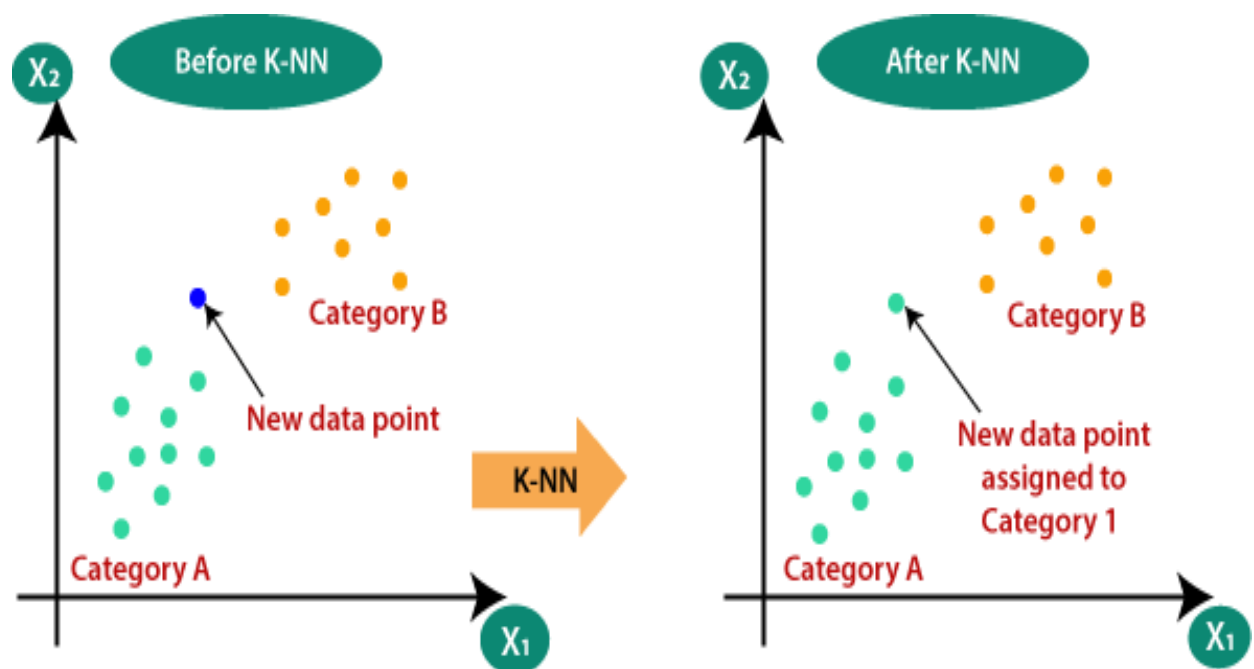 Before K-NN
X₂
Category B
New data point
Category A
X₁
K-NN
After K-NN
X₂
Category B
New data point
assigned to
Category 1
Category A
X₁